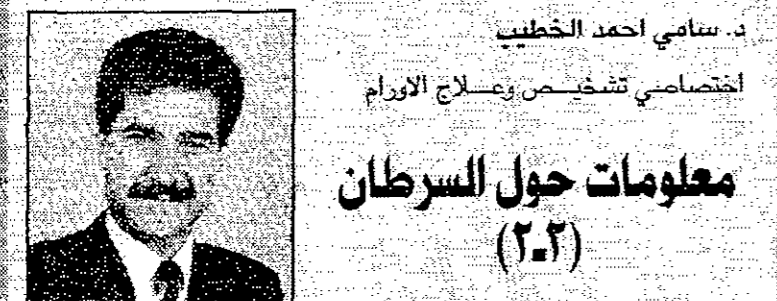 د. سامي احمد الخطيب
اختصاصي تشخيص وعلاج الاورام
معلومات حول السرطان
(٢-٢)